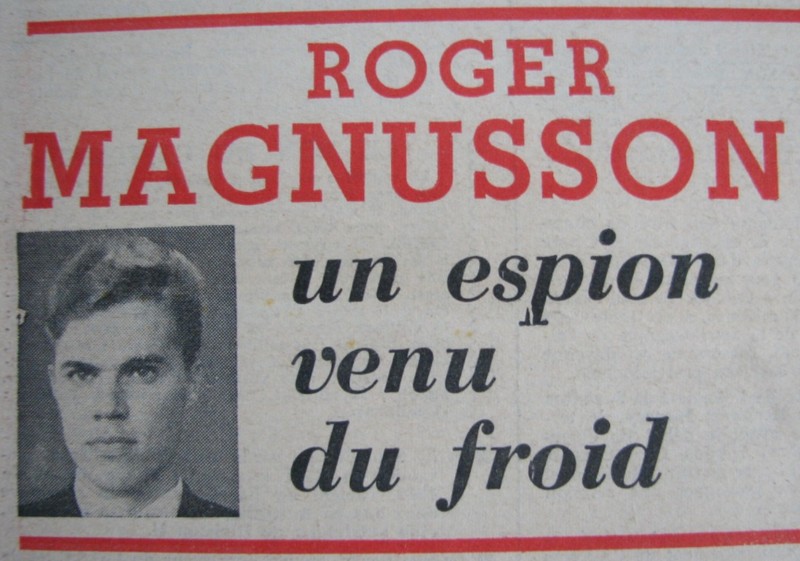 ROGER
MAGNUSSON
un espion
venu
du froid